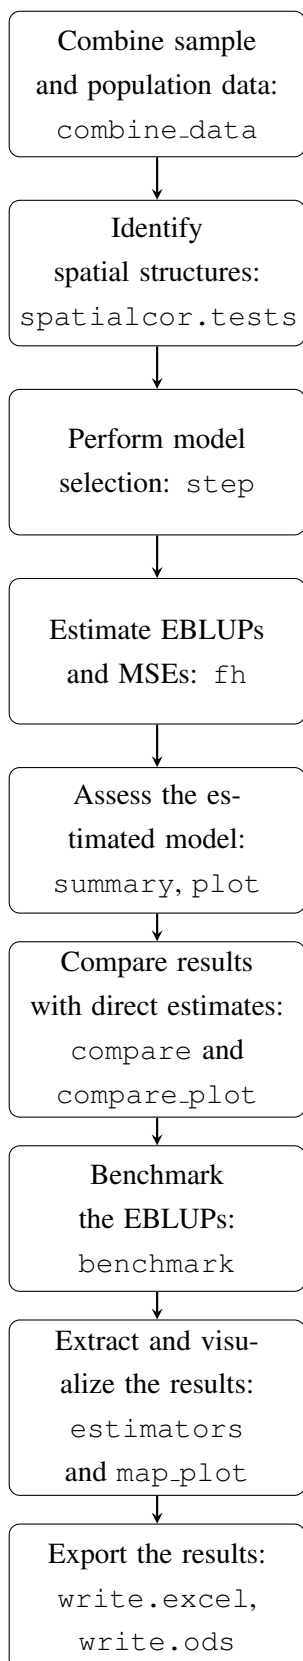 Combine sample
and population data:
combine_data
Identify
spatial structures:
spatialcor.tests
Perform model
selection: step
Estimate EBLUPs
and MSEs: fh
Assess the es-
timated model:
summary, plot
Compare results
with direct estimates:
compare and
compare_plot
Benchmark
the EBLUPs:
benchmark
Extract and visu-
alize the results:
estimators
and map_plot
Export the results:
write.excel,
write.ods